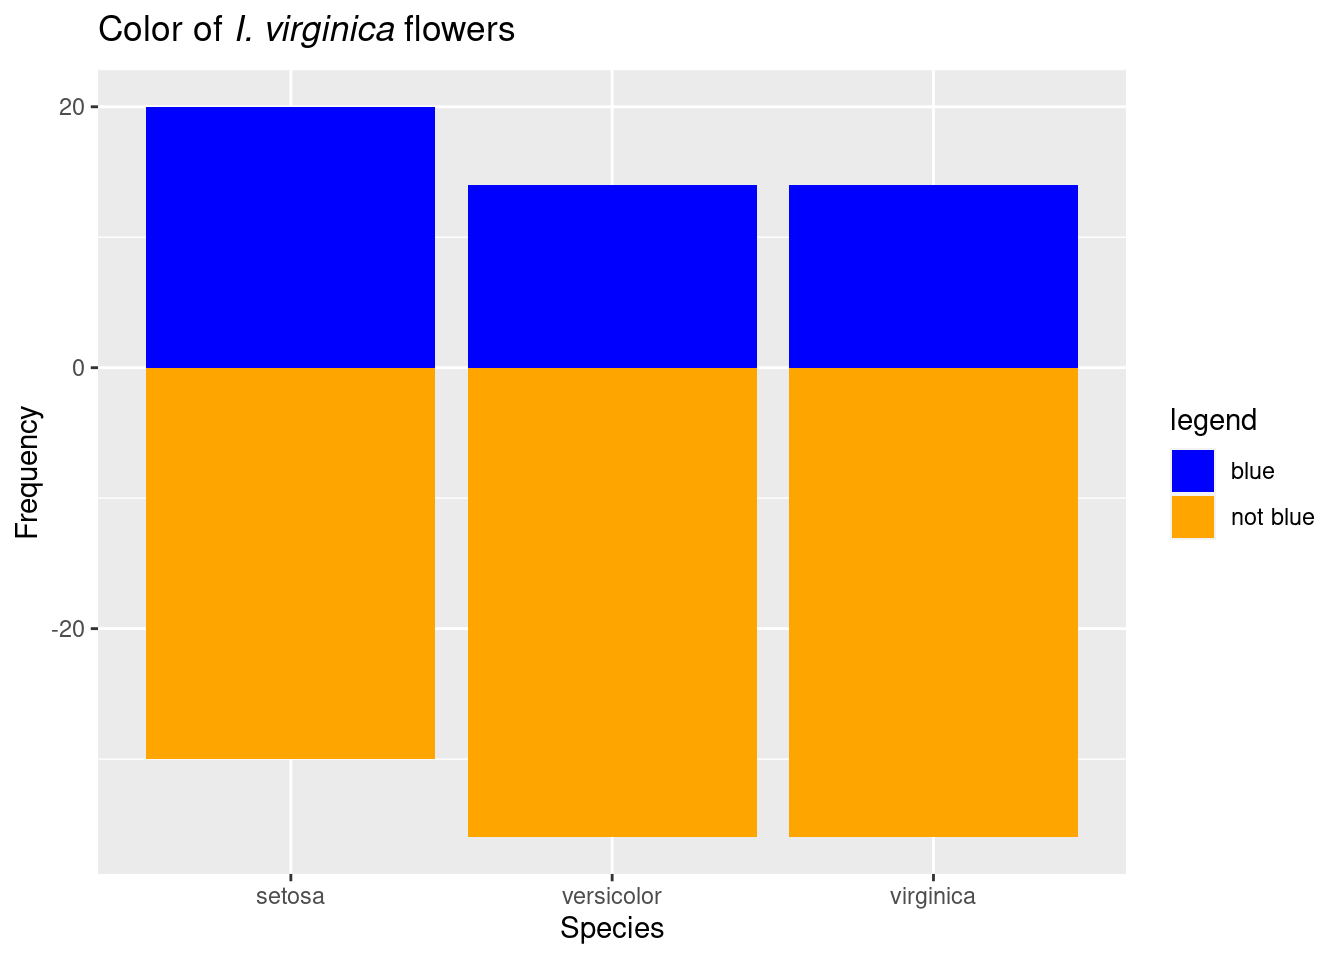 Color of I. virginica flowers
20
0
-20
Frequency
setosa
versicolor
virginica
Species
legend
blue
not blue